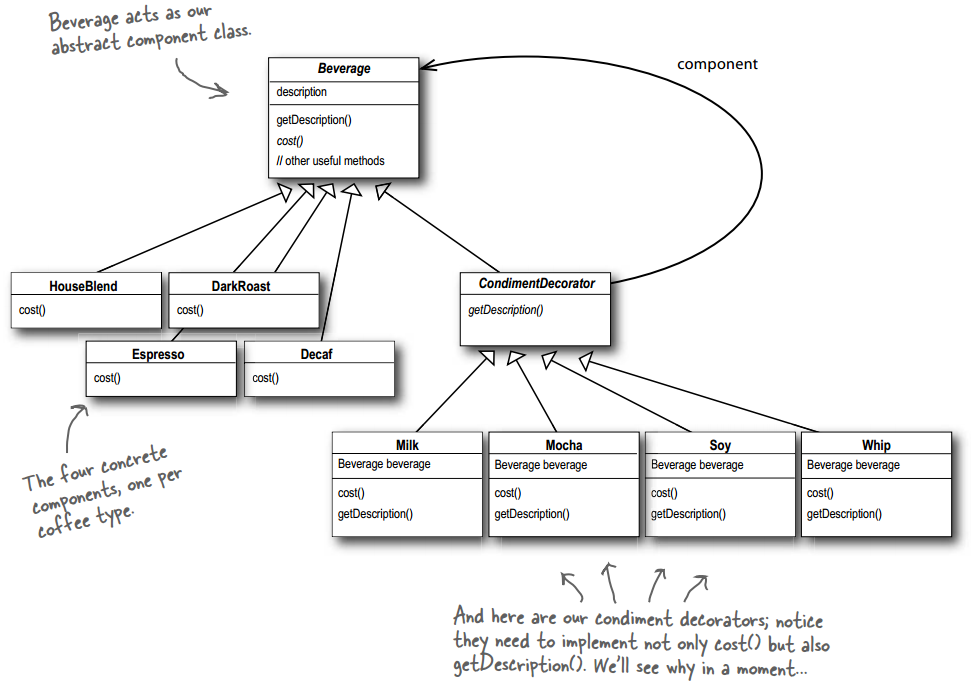 Beverage acts as our
abstract component class.
component
Beverage
description
getDescription()
cost()
// other useful methods
HouseBlend
cost()
DarkRoast
cost()
CondimentDecorator
getDescription()
Espresso
cost()
Decaf
cost()
The four concrete
components, one per
coffee type.
Milk
Beverage beverage
cost()
getDescription()
Mocha
Beverage beverage
cost()
getDescription()
Soy
Beverage beverage
cost()
getDescription()
Whip
Beverage beverage
cost()
getDescription()
And here are our condiment decorators; notice
they need to implement not only cost() but also
getDescription(). We'll see why in a moment...